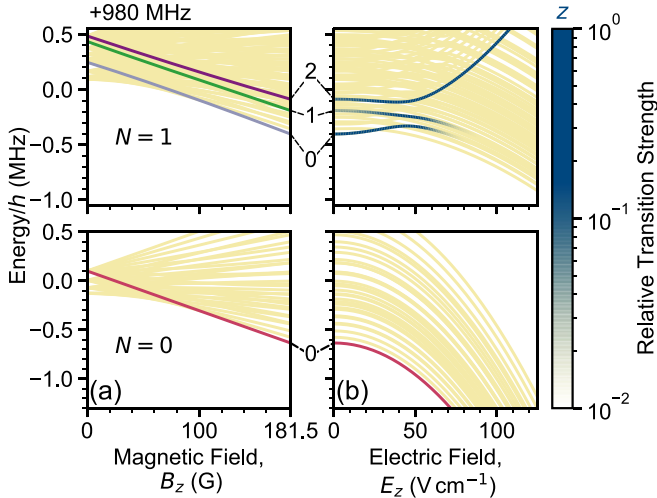 +980 MHz
z
0.5
0.0
−0.5
−1.0
N = 1
2
1
0
10⁰
10⁻¹
10⁻²
Relative Transition Strength
Energy/h (MHz)
0.5
0.0
−0.5
−1.0
N = 0
0
(a)
(b)
0
100
181.5
0
50
100
Magnetic Field,
B_z (G)
Electric Field,
E_z (V cm⁻¹)